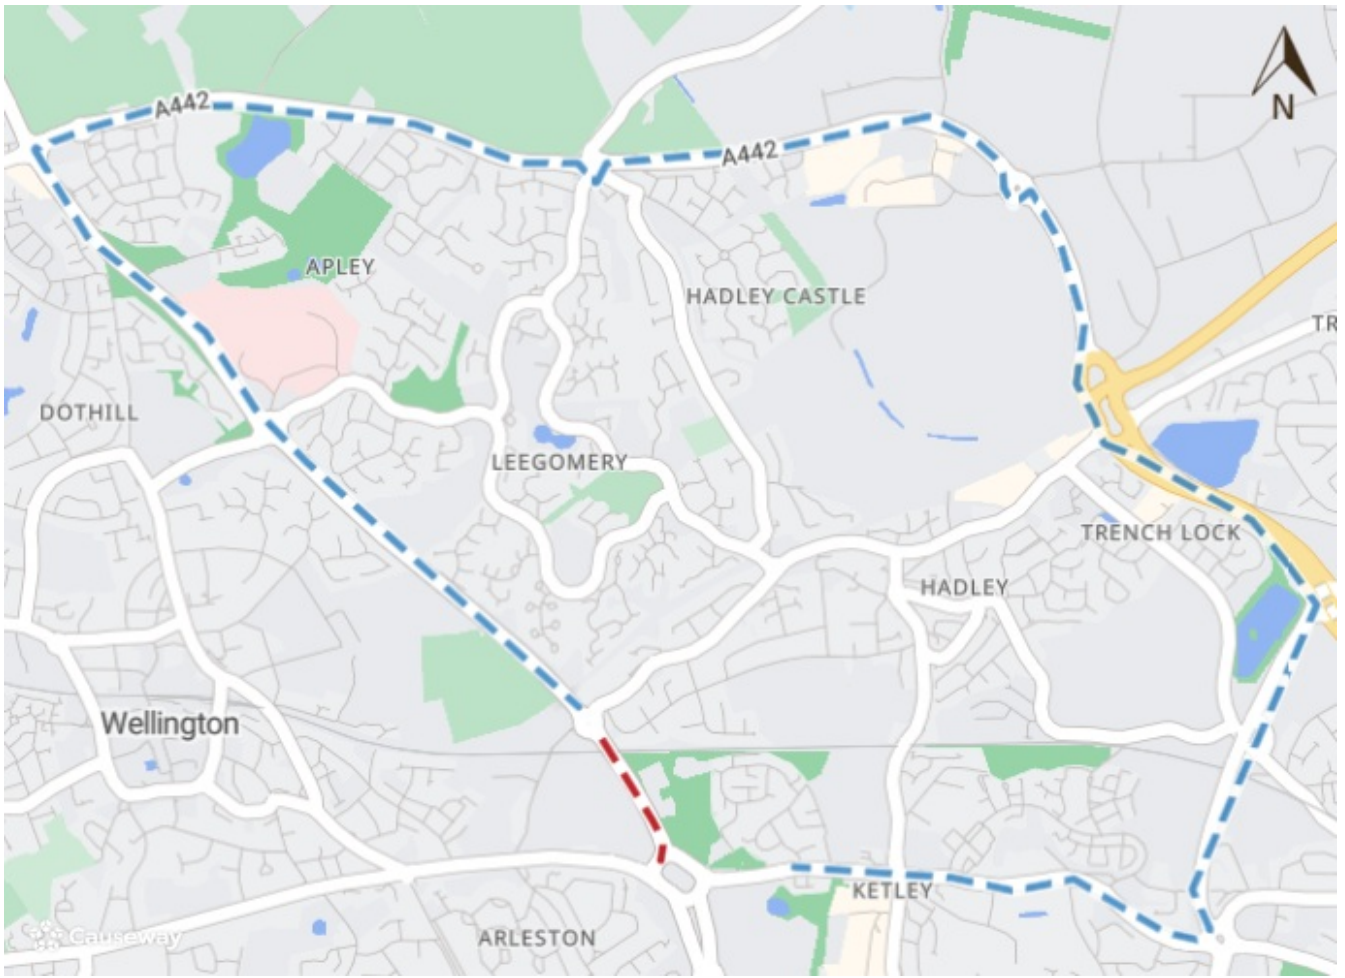 A442
N
A442
APLEY
HADLEY CASTLE
TR
DOTHILL
LEEGOMERY
TRENCH LOCK
HADLEY
Wellington
KETLEY
ARLESTON
Causeway